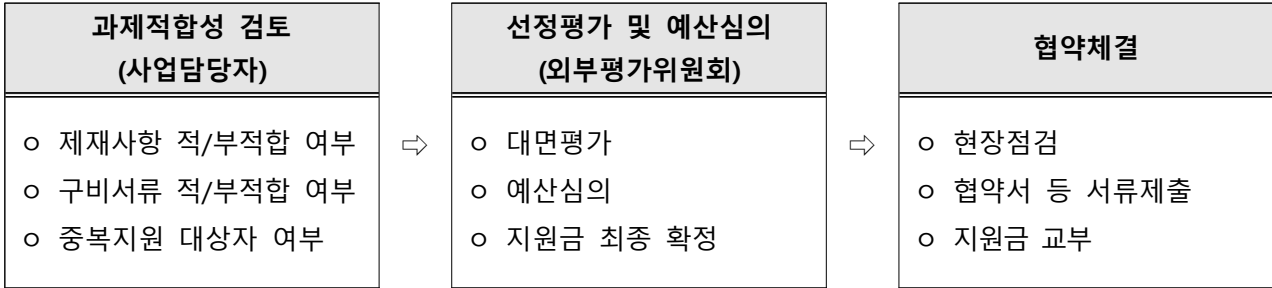 과제적합성 검토
(사업담당자)
ㅇ 제재사항 적/부적합 여부
ㅇ 구비서류 적/부적합 여부
ㅇ 중복지원 대상자 여부
⇨
선정평가 및 예산심의
(외부평가위원회)
ㅇ 대면평가
ㅇ 예산심의
ㅇ 지원금 최종 확정
⇨
협약체결
ㅇ 현장점검
ㅇ 협약서 등 서류제출
ㅇ 지원금 교부